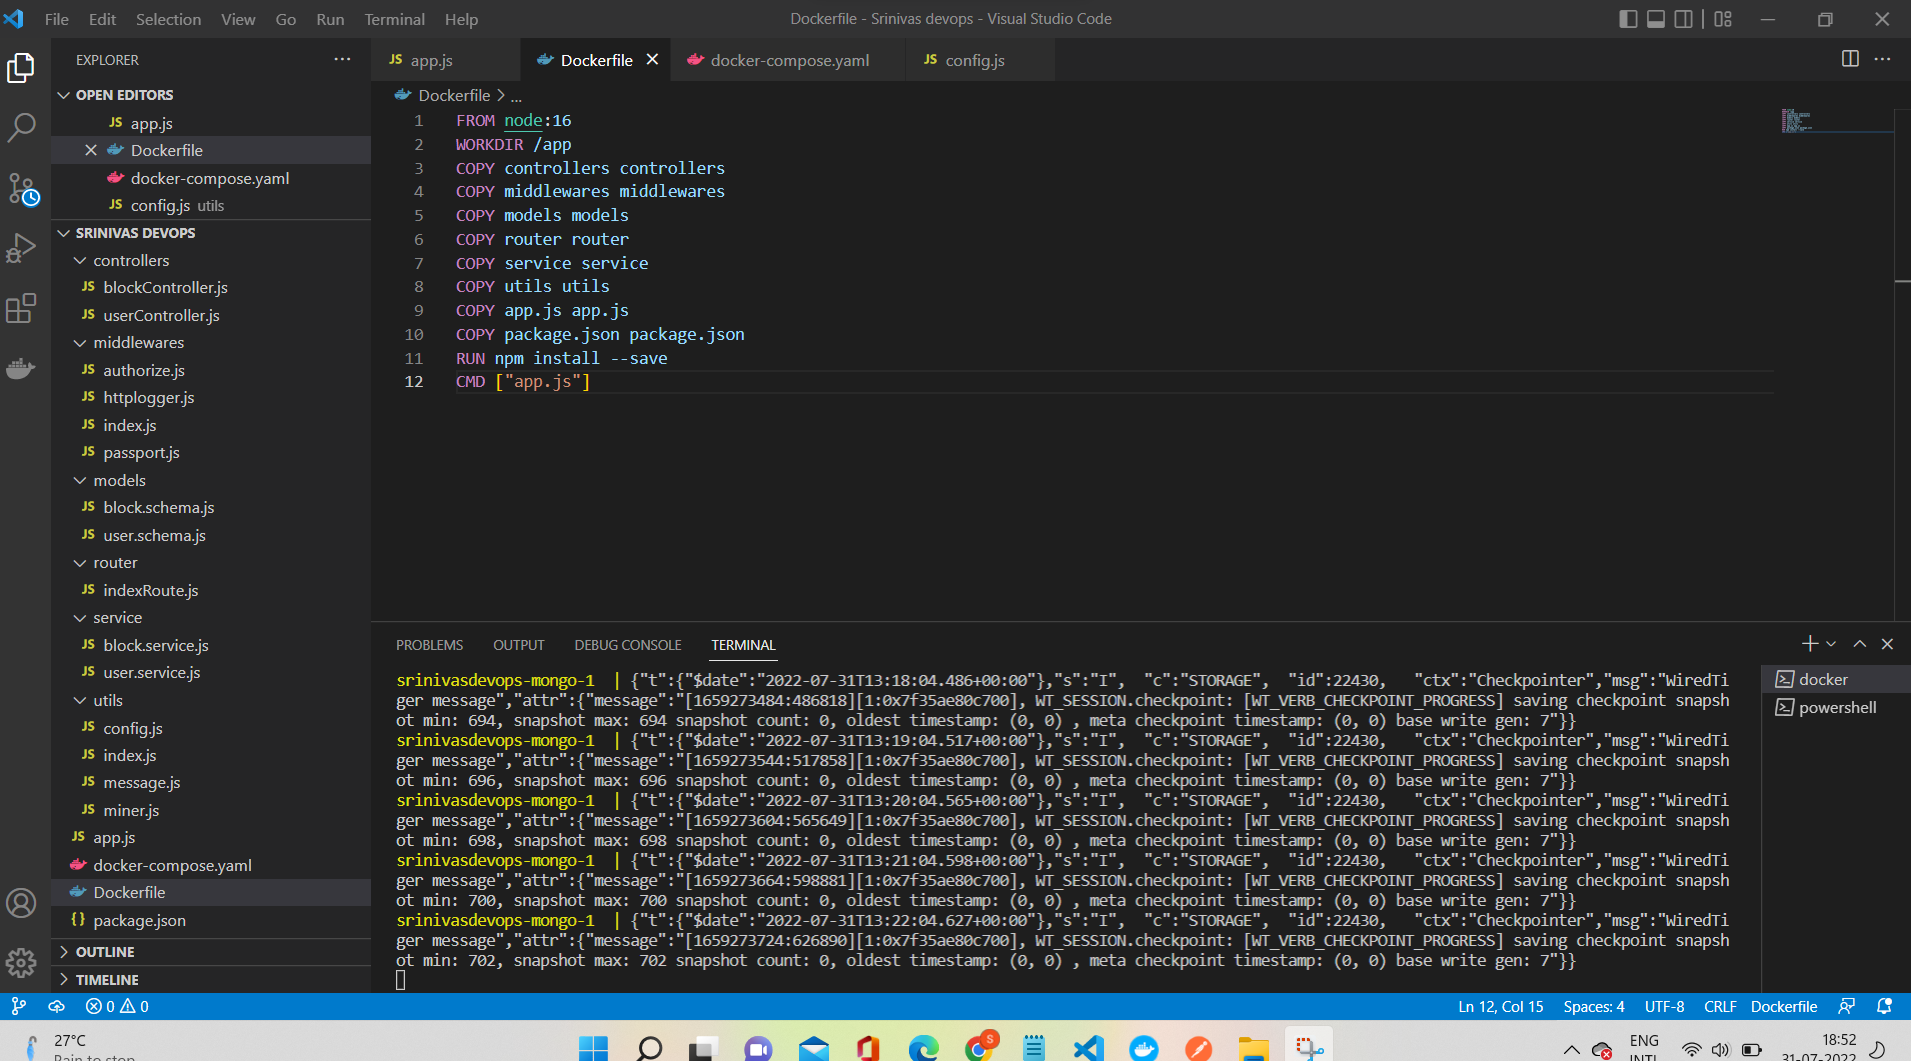 File Edit Selection View Go Run Terminal Help
Dockerfile - Srinivas devops - Visual Studio Code
EXPLORER
OPEN EDITORS
JS app.js
Dockerfile
docker-compose.yaml
JS config.js utils
SRINIVAS DEVOPS
controllers
JS blockController.js
JS userController.js
middlewares
JS authorize.js
JS httplogger.js
JS index.js
JS passport.js
models
JS block.schema.js
JS user.schema.js
router
JS indexRoute.js
service
JS block.service.js
JS user.service.js
utils
JS config.js
JS index.js
JS message.js
JS miner.js
JS app.js
docker-compose.yaml
Dockerfile
{} package.json
OUTLINE
TIMELINE
JS app.js Dockerfile docker-compose.yaml JS config.js
Dockerfile > ...
1 FROM node:16
2 WORKDIR /app
3 COPY controllers controllers
4 COPY middlewares middlewares
5 COPY models models
6 COPY router router
7 COPY service service
8 COPY utils utils
9 COPY app.js app.js
10 COPY package.json package.json
11 RUN npm install --save
12 CMD ["app.js"]
PROBLEMS OUTPUT DEBUG CONSOLE TERMINAL
srinivasdevops-mongo-1 | {"t":{"$date":"2022-07-31T13:18:04.486+00:00"},"s":"I", "c":"STORAGE", "id":22430, "ctx":"Checkpointer","msg":"WiredTi
ger message","attr":{"message":"[1659273484:486818][1:0x7f35ae80c700], WT_SESSION.checkpoint: [WT_VERB_CHECKPOINT_PROGRESS] saving checkpoint snapsh
ot min: 694, snapshot max: 694 snapshot count: 0, oldest timestamp: (0, 0) , meta checkpoint timestamp: (0, 0) base write gen: 7"}}
srinivasdevops-mongo-1 | {"t":{"$date":"2022-07-31T13:19:04.517+00:00"},"s":"I", "c":"STORAGE", "id":22430, "ctx":"Checkpointer","msg":"WiredTi
ger message","attr":{"message":"[1659273544:517858][1:0x7f35ae80c700], WT_SESSION.checkpoint: [WT_VERB_CHECKPOINT_PROGRESS] saving checkpoint snapsh
ot min: 696, snapshot max: 696 snapshot count: 0, oldest timestamp: (0, 0) , meta checkpoint timestamp: (0, 0) base write gen: 7"}}
srinivasdevops-mongo-1 | {"t":{"$date":"2022-07-31T13:20:04.565+00:00"},"s":"I", "c":"STORAGE", "id":22430, "ctx":"Checkpointer","msg":"WiredTi
ger message","attr":{"message":"[1659273604:565649][1:0x7f35ae80c700], WT_SESSION.checkpoint: [WT_VERB_CHECKPOINT_PROGRESS] saving checkpoint snapsh
ot min: 698, snapshot max: 698 snapshot count: 0, oldest timestamp: (0, 0) , meta checkpoint timestamp: (0, 0) base write gen: 7"}}
srinivasdevops-mongo-1 | {"t":{"$date":"2022-07-31T13:21:04.598+00:00"},"s":"I", "c":"STORAGE", "id":22430, "ctx":"Checkpointer","msg":"WiredTi
ger message","attr":{"message":"[1659273664:598881][1:0x7f35ae80c700], WT_SESSION.checkpoint: [WT_VERB_CHECKPOINT_PROGRESS] saving checkpoint snapsh
ot min: 700, snapshot max: 700 snapshot count: 0, oldest timestamp: (0, 0) , meta checkpoint timestamp: (0, 0) base write gen: 7"}}
srinivasdevops-mongo-1 | {"t":{"$date":"2022-07-31T13:22:04.627+00:00"},"s":"I", "c":"STORAGE", "id":22430, "ctx":"Checkpointer","msg":"WiredTi
ger message","attr":{"message":"[1659273724:626890][1:0x7f35ae80c700], WT_SESSION.checkpoint: [WT_VERB_CHECKPOINT_PROGRESS] saving checkpoint snapsh
ot min: 702, snapshot max: 702 snapshot count: 0, oldest timestamp: (0, 0) , meta checkpoint timestamp: (0, 0) base write gen: 7"}}
docker
powershell
0 0
Ln 12, Col 15 Spaces: 4 UTF-8 CRLF Dockerfile
27°C
Rain to stop
S
ENG
INTL
18:52
31-07-2022